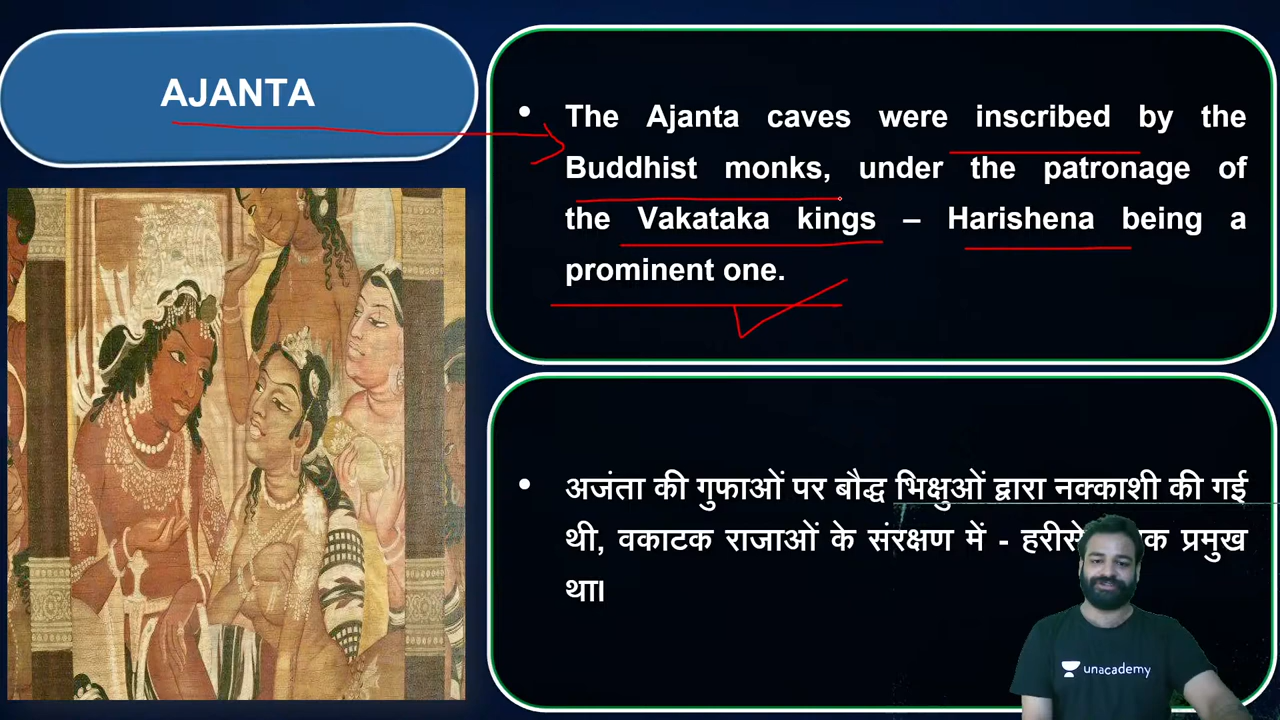 AJANTA
• The Ajanta caves were inscribed by the
Buddhist monks, under the patronage of
the Vakataka kings – Harishena being a
prominent one.
• अजंता की गुफाओं पर बौद्ध भिक्षुओं द्वारा नक्काशी की गई
थी, वकाटक राजाओं के संरक्षण में - प्रमुख
था।
unacademy